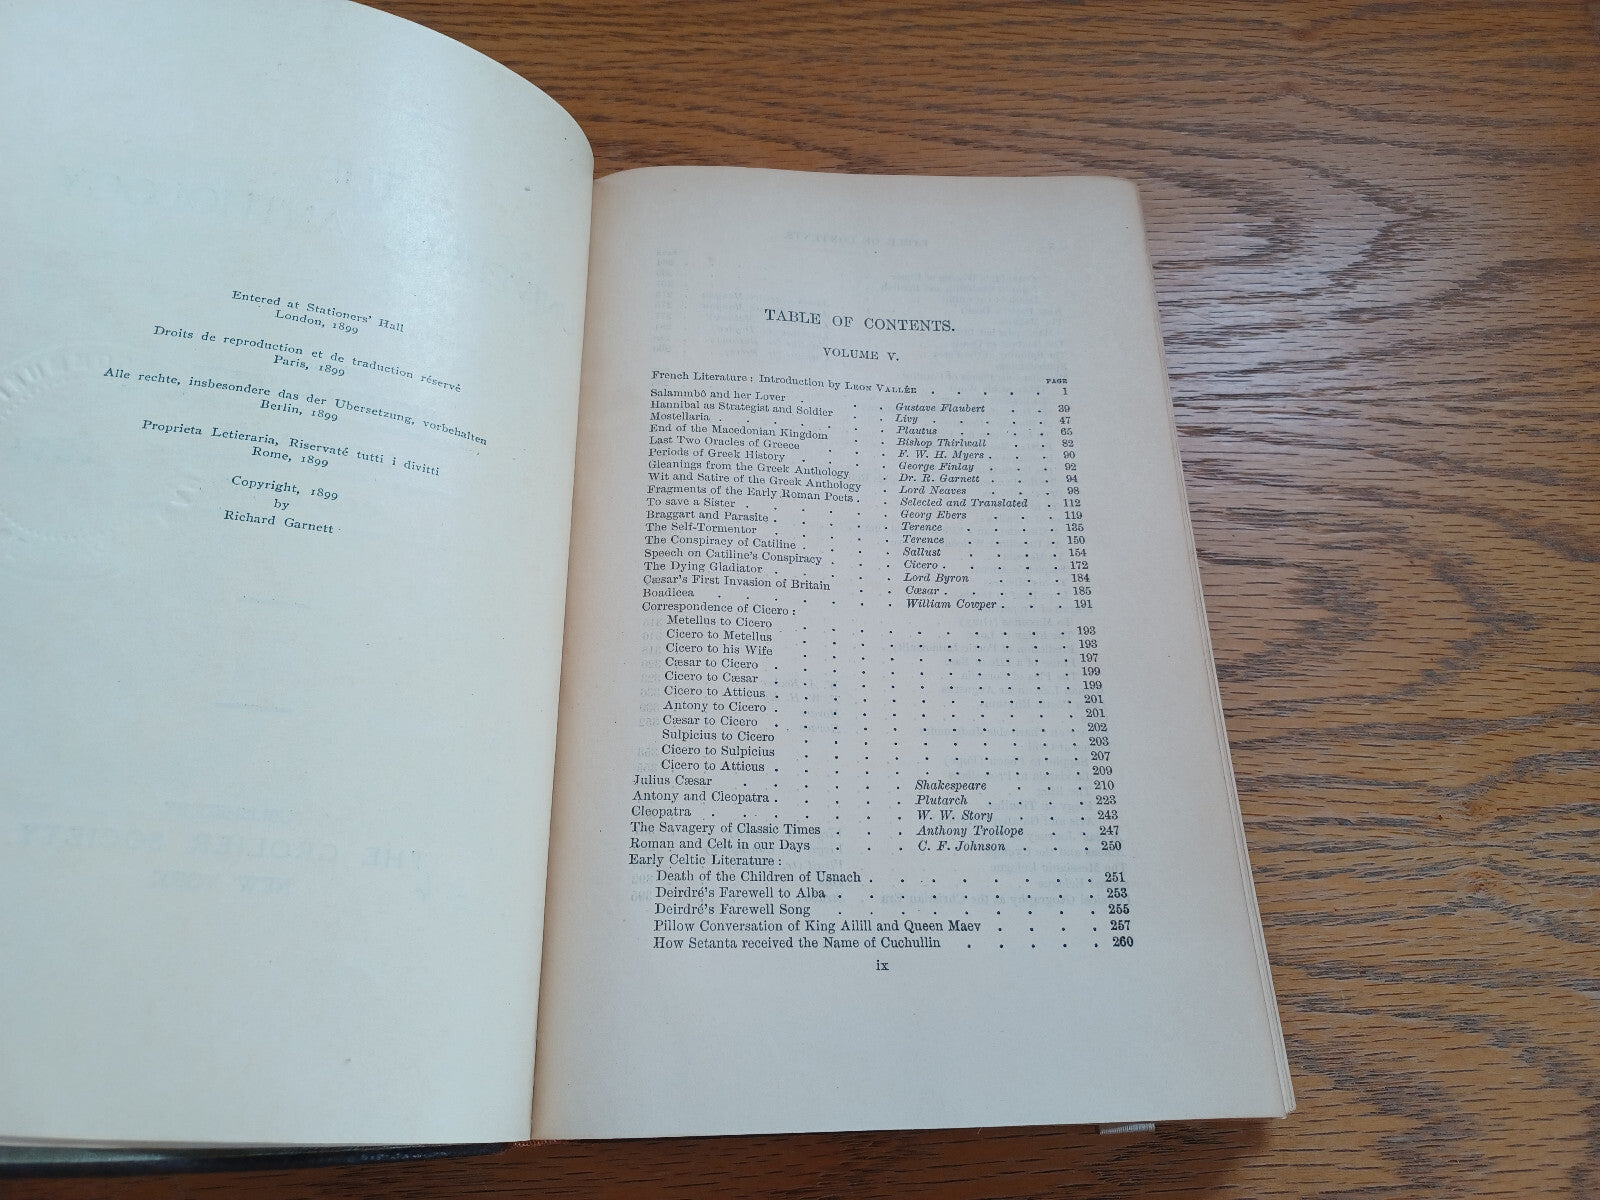 Entered at Stationers' Hall
London, 1899
Droits de reproduction et de traduction réservé
Paris, 1899
Alle rechte, insbesondere das der Übersetzung, vorbehalten
Berlin, 1899
Proprieta Letieraria, Riservaté tutti i divitti
Rome, 1899
Copyright, 1899
by
Richard Garnett
TABLE OF CONTENTS.
VOLUME V.
PAGE
French Literature: Introduction by LEON VALLÉE . . . . . 1
Salammbô and her Lover . . . Gustave Flaubert . . 39
Hannibal as Strategist and Soldier . . Livy . . . . 47
Mostellaria . . . . . . Plautus . . . 65
End of the Macedonian Kingdom . . Bishop Thirlwall . . 82
Last Two Oracles of Greece . . . F. W. H. Myers . . 90
Periods of Greek History . . . George Finlay . . . 92
Gleanings from the Greek Anthology . . Dr. R. Garnett . . . 94
Wit and Satire of the Greek Anthology . . Lord Neaves . . . 98
Fragments of the Early Roman Poets . . Selected and Translated . 112
To save a Sister . . . . . Georg Ebers . . . 119
Braggart and Parasite . . . . Terence . . . . 135
The Self-Tormentor . . . . Terence . . . . 150
The Conspiracy of Catiline . . . Sallust . . . . 154
Speech on Catiline's Conspiracy . . . Cicero . . . . 172
The Dying Gladiator . . . . Lord Byron . . . 184
Cæsar's First Invasion of Britain . . Cæsar . . . . 185
Boadicea . . . . . . William Cowper . . . 191
Correspondence of Cicero :
Metellus to Cicero . . . . . . . . . 193
Cicero to Metellus . . . . . . . . . 193
Cicero to his Wife . . . . . . . . . 197
Cæsar to Cicero . . . . . . . . . . 199
Cicero to Cæsar . . . . . . . . . . 199
Cicero to Atticus . . . . . . . . . . 201
Antony to Cicero . . . . . . . . . . 201
Cæsar to Cicero . . . . . . . . . . 202
Sulpicius to Cicero . . . . . . . . . 203
Cicero to Sulpicius . . . . . . . . . 207
Cicero to Atticus . . . . . . . . . . 209
Julius Cæsar . . . . . Shakespeare . . . 210
Antony and Cleopatra . . . . Plutarch . . . . 223
Cleopatra . . . . . . W. W. Story . . . 243
The Savagery of Classic Times . . . Anthony Trollope . . 247
Roman and Celt in our Days . . . C. F. Johnson . . . 250
Early Celtic Literature :
Death of the Children of Usnach . . . . . . . 251
Deirdré's Farewell to Alba . . . . . . . . 253
Deirdré's Farewell Song . . . . . . . . 255
Pillow Conversation of King Ailill and Queen Maev . . . . 257
How Setanta received the Name of Cuchullin . . . . . 260
ix